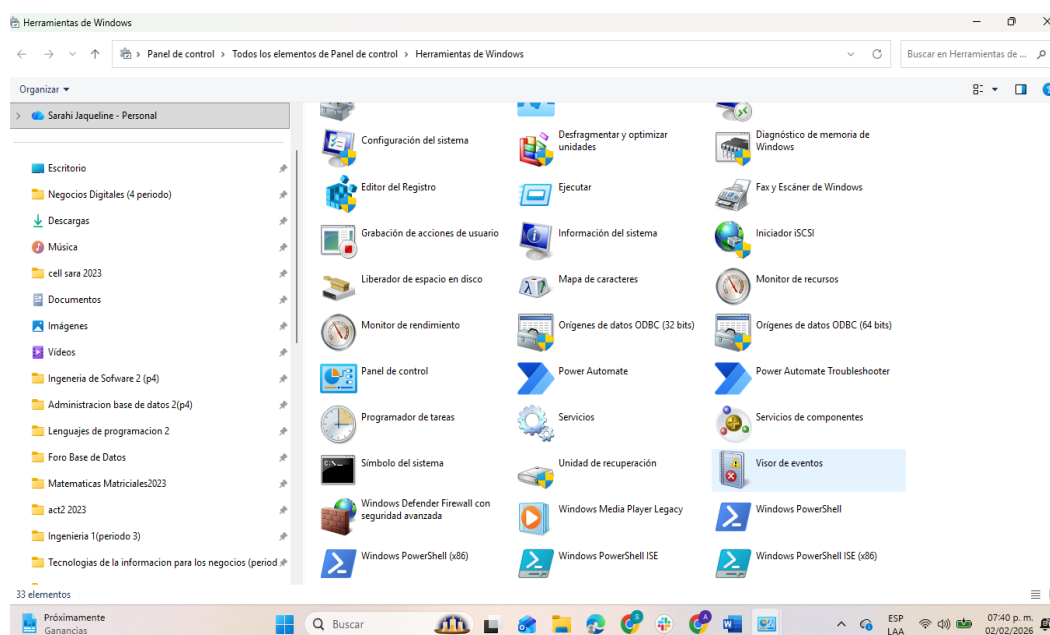 Herramientas de Windows
Panel de control > Todos los elementos de Panel de control > Herramientas de Windows
Buscar en Herramientas de ...
Organizar
Sarahi Jaqueline - Personal
Escritorio
Negocios Digitales (4 periodo)
Descargas
Música
cell sara 2023
Documentos
Imágenes
Vídeos
Ingeneria de Sofware 2 (p4)
Administracion base de datos 2(p4)
Lenguajes de programacion 2
Foro Base de Datos
Matematicas Matriciales2023
act2 2023
Ingenieria 1(periodo 3)
Tecnologias de la informacion para los negocios (period
Configuración del sistema
Desfragmentar y optimizar
unidades
Diagnóstico de memoria de
Windows
Editor del Registro
Ejecutar
Fax y Escáner de Windows
Grabación de acciones de usuario
Información del sistema
Iniciador iSCSI
Liberador de espacio en disco
Mapa de caracteres
Monitor de recursos
Monitor de rendimiento
Orígenes de datos ODBC (32 bits)
Orígenes de datos ODBC (64 bits)
Panel de control
Power Automate
Power Automate Troubleshooter
Programador de tareas
Servicios
Servicios de componentes
Símbolo del sistema
Unidad de recuperación
Visor de eventos
Windows Defender Firewall con
seguridad avanzada
Windows Media Player Legacy
Windows PowerShell
Windows PowerShell (x86)
Windows PowerShell ISE
Windows PowerShell ISE (x86)
33 elementos
Próximamente
Ganancias
Buscar
ESP
LAA
07:40 p. m.
02/02/2026